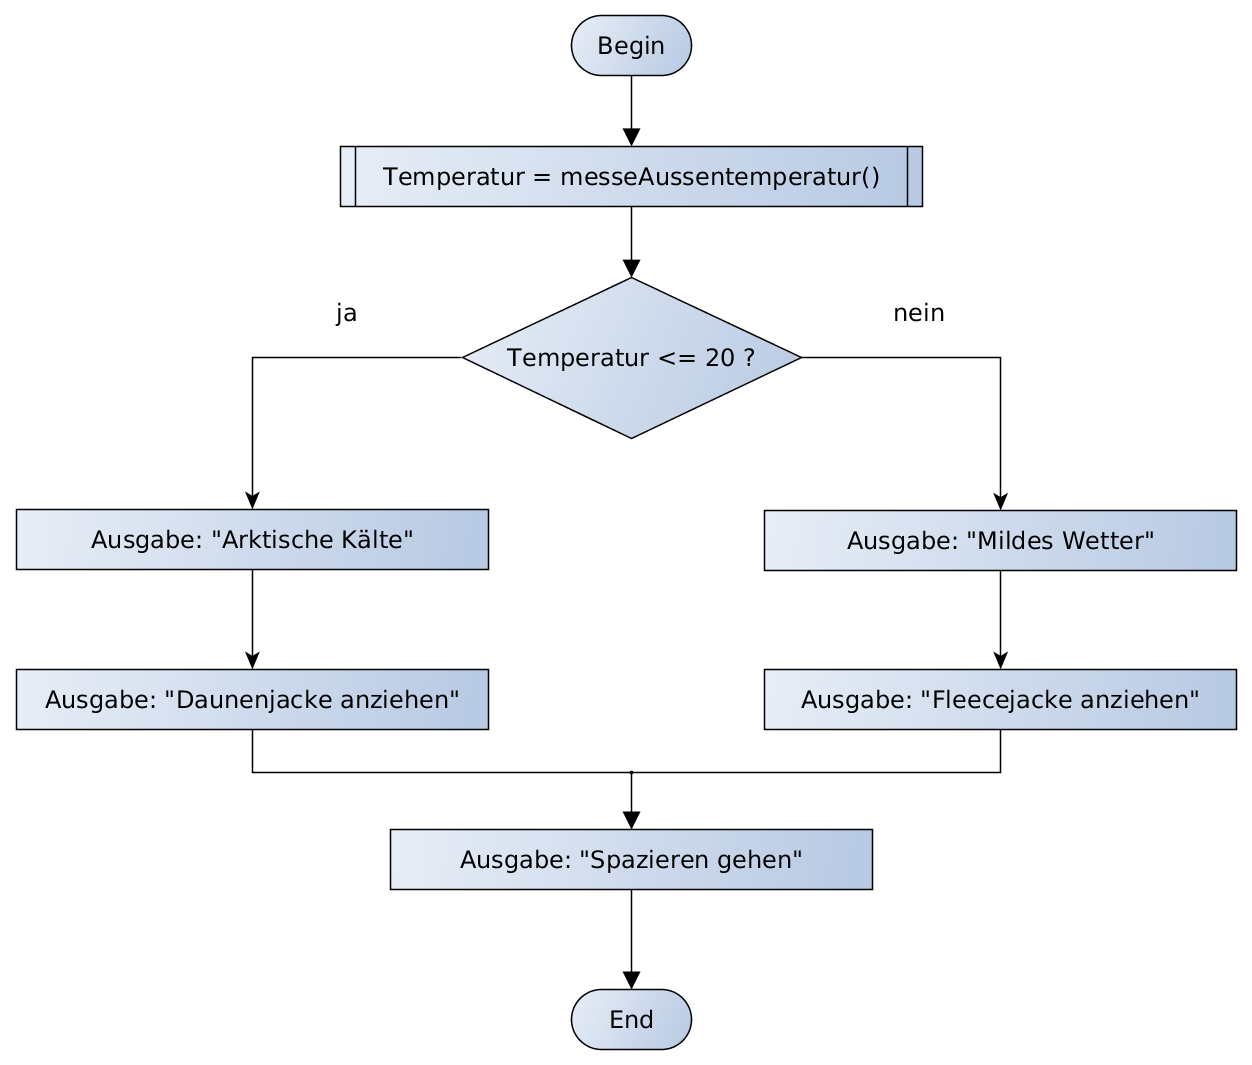 Begin
Temperatur = messeAussentemperatur()
ja
nein
Temperatur <= 20 ?
Ausgabe: "Arktische Kälte"
Ausgabe: "Mildes Wetter"
Ausgabe: "Daunenjacke anziehen"
Ausgabe: "Fleecejacke anziehen"
Ausgabe: "Spazieren gehen"
End